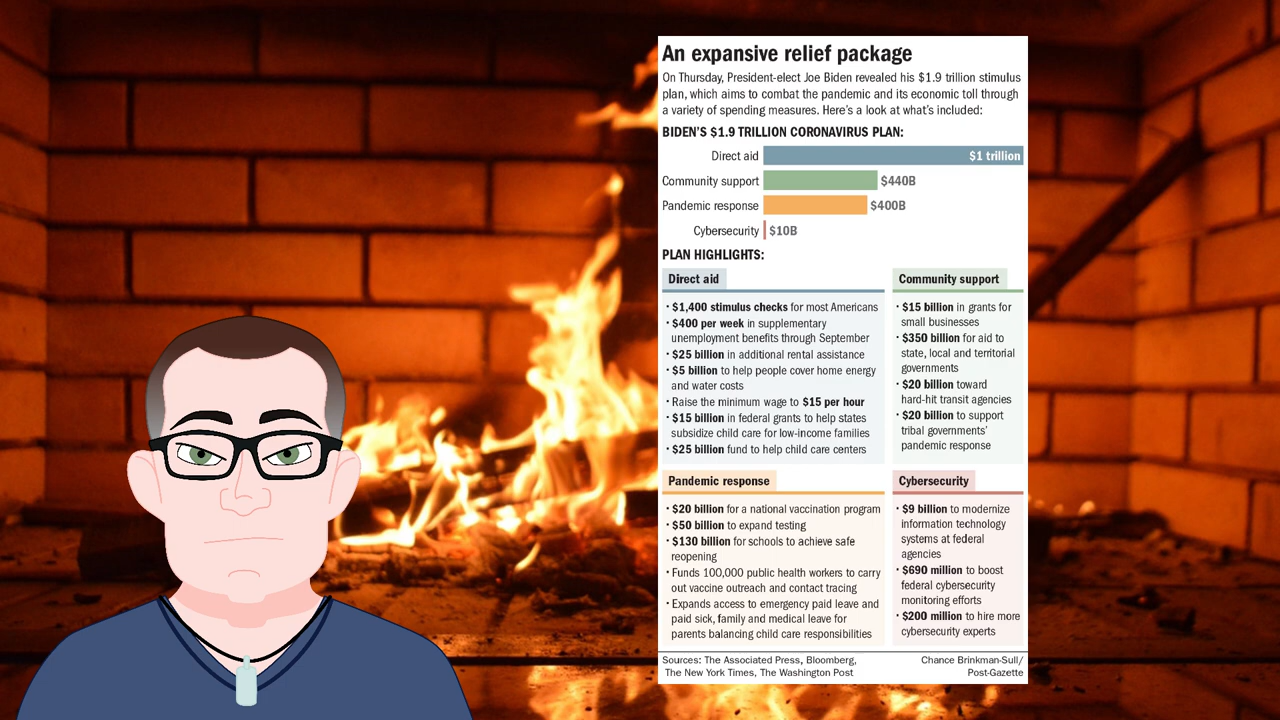 An expansive relief package
On Thursday, President-elect Joe Biden revealed his $1.9 trillion stimulus
plan, which aims to combat the pandemic and its economic toll through
a variety of spending measures. Here's a look at what's included:
BIDEN'S $1.9 TRILLION CORONAVIRUS PLAN:
Direct aid $1 trillion
Community support $440B
Pandemic response $400B
Cybersecurity $10B
PLAN HIGHLIGHTS:
Direct aid
· $1,400 stimulus checks for most Americans
· $400 per week in supplementary
unemployment benefits through September
· $25 billion in additional rental assistance
· $5 billion to help people cover home energy
and water costs
· Raise the minimum wage to $15 per hour
· $15 billion in federal grants to help states
subsidize child care for low-income families
· $25 billion fund to help child care centers
Community support
· $15 billion in grants for
small businesses
· $350 billion for aid to
state, local and territorial
governments
· $20 billion toward
hard-hit transit agencies
· $20 billion to support
tribal governments'
pandemic response
Pandemic response
· $20 billion for a national vaccination program
· $50 billion to expand testing
· $130 billion for schools to achieve safe
reopening
· Funds 100,000 public health workers to carry
out vaccine outreach and contact tracing
· Expands access to emergency paid leave and
paid sick, family and medical leave for
parents balancing child care responsibilities
Cybersecurity
· $9 billion to modernize
information technology
systems at federal
agencies
· $690 million to boost
federal cybersecurity
monitoring efforts
· $200 million to hire more
cybersecurity experts
Sources: The Associated Press, Bloomberg,
The New York Times, The Washington Post
Chance Brinkman-Sull/
Post-Gazette